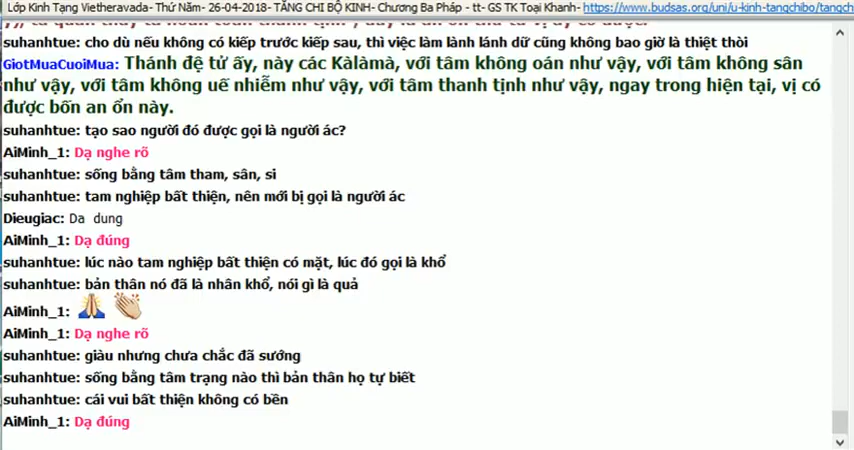 Lớp Kinh Tạng Vietheravada- Thứ Năm- 26-04-2018- TĂNG CHI BỘ KINH- Chương Ba Pháp - tt- GS TK Toại Khanh- https://www.budsas.org/uni/u-kinh-tangchibo/tangch
suhanhtue: cho dù nếu không có kiếp trước kiếp sau, thì việc làm lành lánh dữ cũng không bao giờ là thiệt thòi
GiotMuaCuoiMua: Thánh đệ tử ấy, này các Kàlàmà, với tâm không oán như vậy, với tâm không sân
như vậy, với tâm không uế nhiễm như vậy, với tâm thanh tịnh như vậy, ngay trong hiện tại, vị có
được bốn an ổn này.
suhanhtue: tạo sao người đó được gọi là người ác?
AiMinh_1: Dạ nghe rõ
suhanhtue: sống bằng tâm tham, sân, si
suhanhtue: tam nghiệp bất thiện, nên mới bị gọi là người ác
Dieugiac: Da dung
AiMinh_1: Dạ đúng
suhanhtue: lúc nào tam nghiệp bất thiện có mặt, lúc đó gọi là khổ
suhanhtue: bản thân nó đã là nhân khổ, nói gì là quả
AiMinh_1: 🙏 👏
AiMinh_1: Dạ nghe rõ
suhanhtue: giàu nhưng chưa chắc đã sướng
suhanhtue: sống bằng tâm trạng nào thì bản thân họ tự biết
suhanhtue: cái vui bất thiện không có bền
AiMinh_1: Dạ đúng